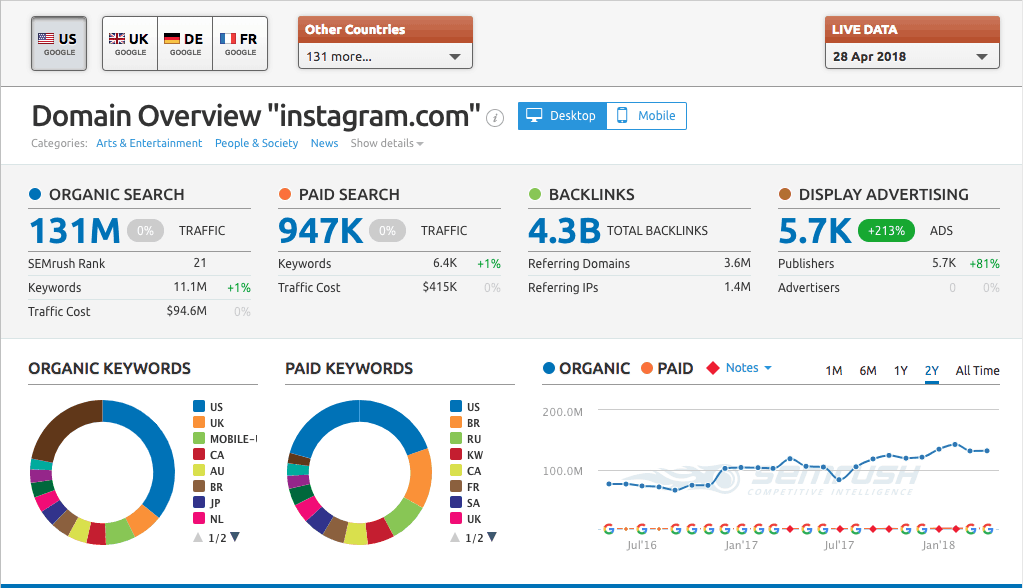 US
GOOGLE
UK
GOOGLE
DE
GOOGLE
FR
GOOGLE
Other Countries
131 more...
LIVE DATA
28 Apr 2018
Domain Overview "instagram.com"
i
Desktop
Mobile
Categories: Arts & Entertainment People & Society News Show details
ORGANIC SEARCH
131M 0% TRAFFIC
SEMrush Rank 21
Keywords 11.1M +1%
Traffic Cost $94.6M 0%
PAID SEARCH
947K 0% TRAFFIC
Keywords 6.4K +1%
Traffic Cost $415K 0%
BACKLINKS
4.3B TOTAL BACKLINKS
Referring Domains 3.6M
Referring IPs 1.4M
DISPLAY ADVERTISING
5.7K +213% ADS
Publishers 5.7K +81%
Advertisers 0 0%
ORGANIC KEYWORDS
US
UK
MOBILE-U
CA
AU
BR
JP
NL
1/2
PAID KEYWORDS
US
BR
RU
KW
CA
FR
SA
UK
1/2
ORGANIC PAID Notes 1M 6M 1Y 2Y All Time
200.0M
100.0M
SEMRUSH
COMPETITIVE INTELLIGENCE
Jul'16 Jan'17 Jul'17 Jan'18